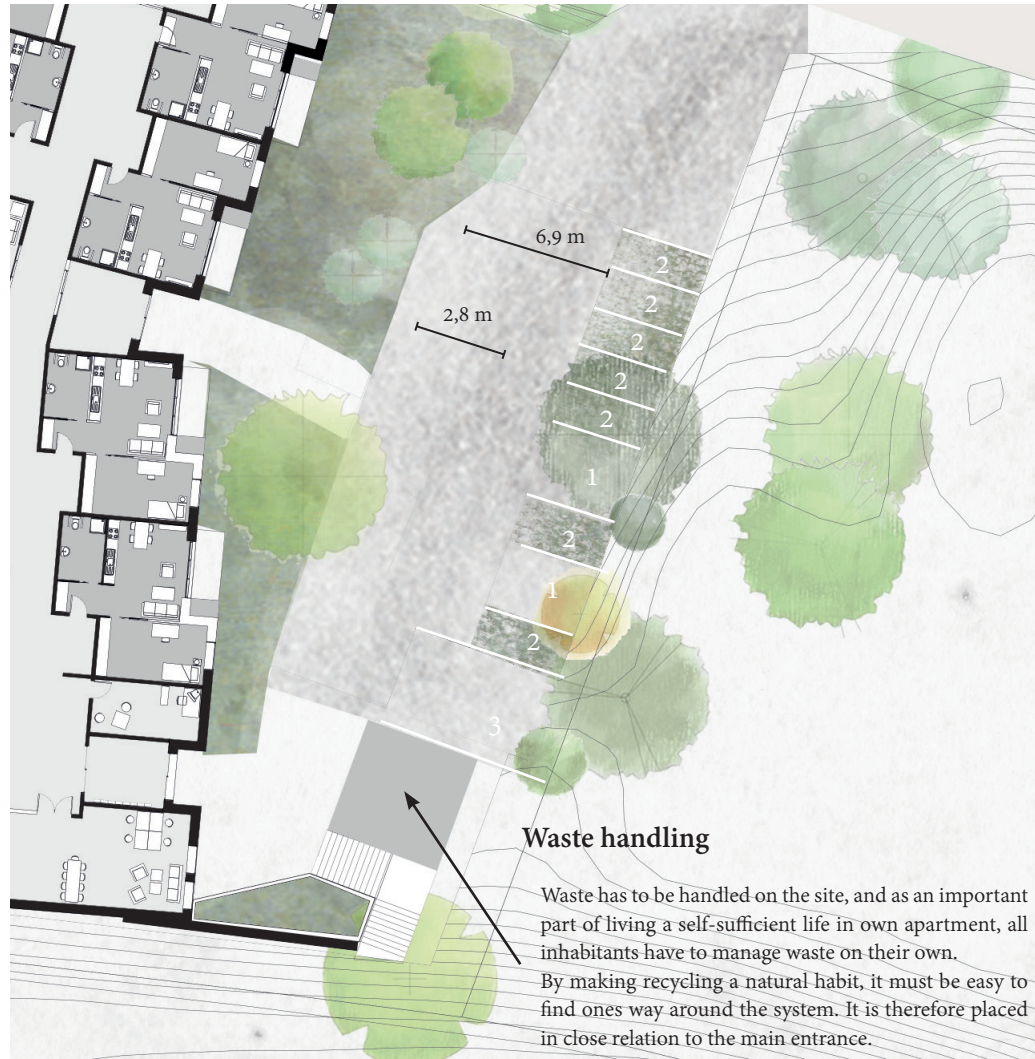 6,9 m
2
2
2,8 m
2
2
2
1
2
1
2
3
Waste handling
Waste has to be handled on the site, and as an important
part of living a self-sufficient life in own apartment, all
inhabitants have to manage waste on their own.
By making recycling a natural habit, it must be easy to
find ones way around the system. It is therefore placed
in close relation to the main entrance.